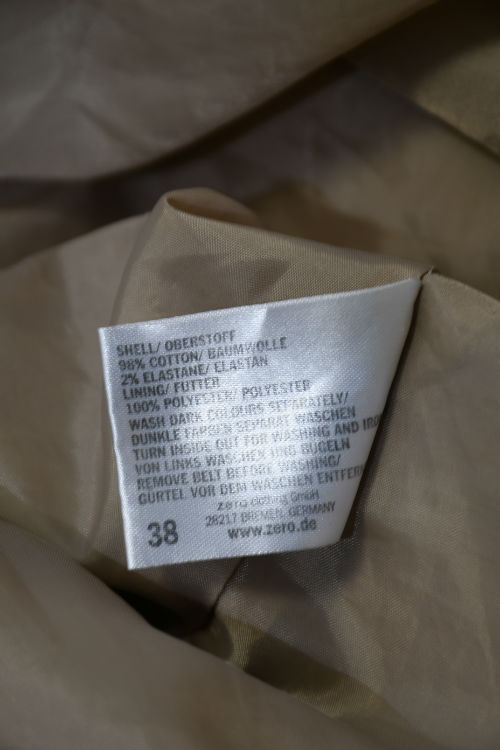 SHELL/ OBERSTOFF
98% COTTON/ BAUMWOLLE
2% ELASTANE/ ELASTAN
LINING/ FUTTER
100% POLYESTER/ POLYESTER
WASH DARK COLOURS SEPARATELY/
DUNKLE FARBEN SEPARAT WASCHEN
TURN INSIDE OUT FOR WASHING AND IRO
VON LINKS WASCHEN UND BÜGELN
REMOVE BELT BEFORE WASHING/
GÜRTEL VOR DEM WASCHEN ENTFER
zero clothing GmbH
28217 BREMEN, GERMANY
38 www.zero.de